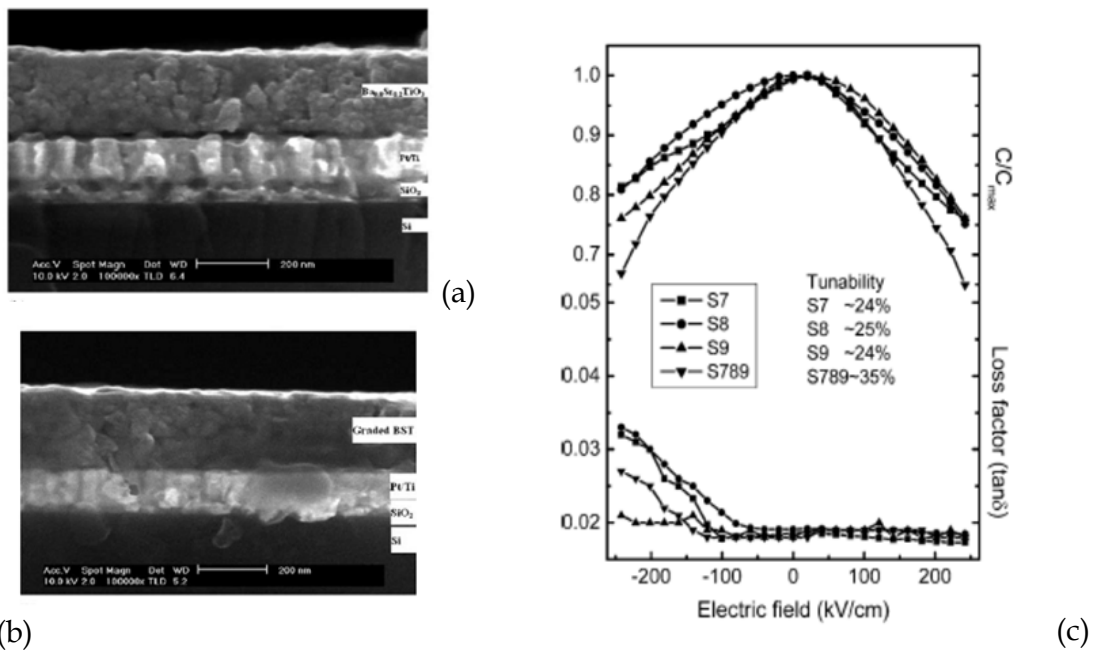 Ba0.8Sr0.2TiO3
Pt/Ti
SiO2
Si
Acc.V Spot Magn Det WD 200 nm
10.0 kV 2.0 100000x TLD 6.4
(a)
Graded BST
Pt/Ti
SiO2
Si
Acc.V Spot Magn Det WD 200 nm
10.0 kV 2.0 100000x TLD 5.2
(b)
1.0
0.9
0.8
0.7
0.05
0.04
0.03
0.02
C/Cmax
Loss factor (tanδ)
S7
S8
S9
S789
Tunability
S7 ~24%
S8 ~25%
S9 ~24%
S789~35%
-200 -100 0 100 200
Electric field (kV/cm)
(c)